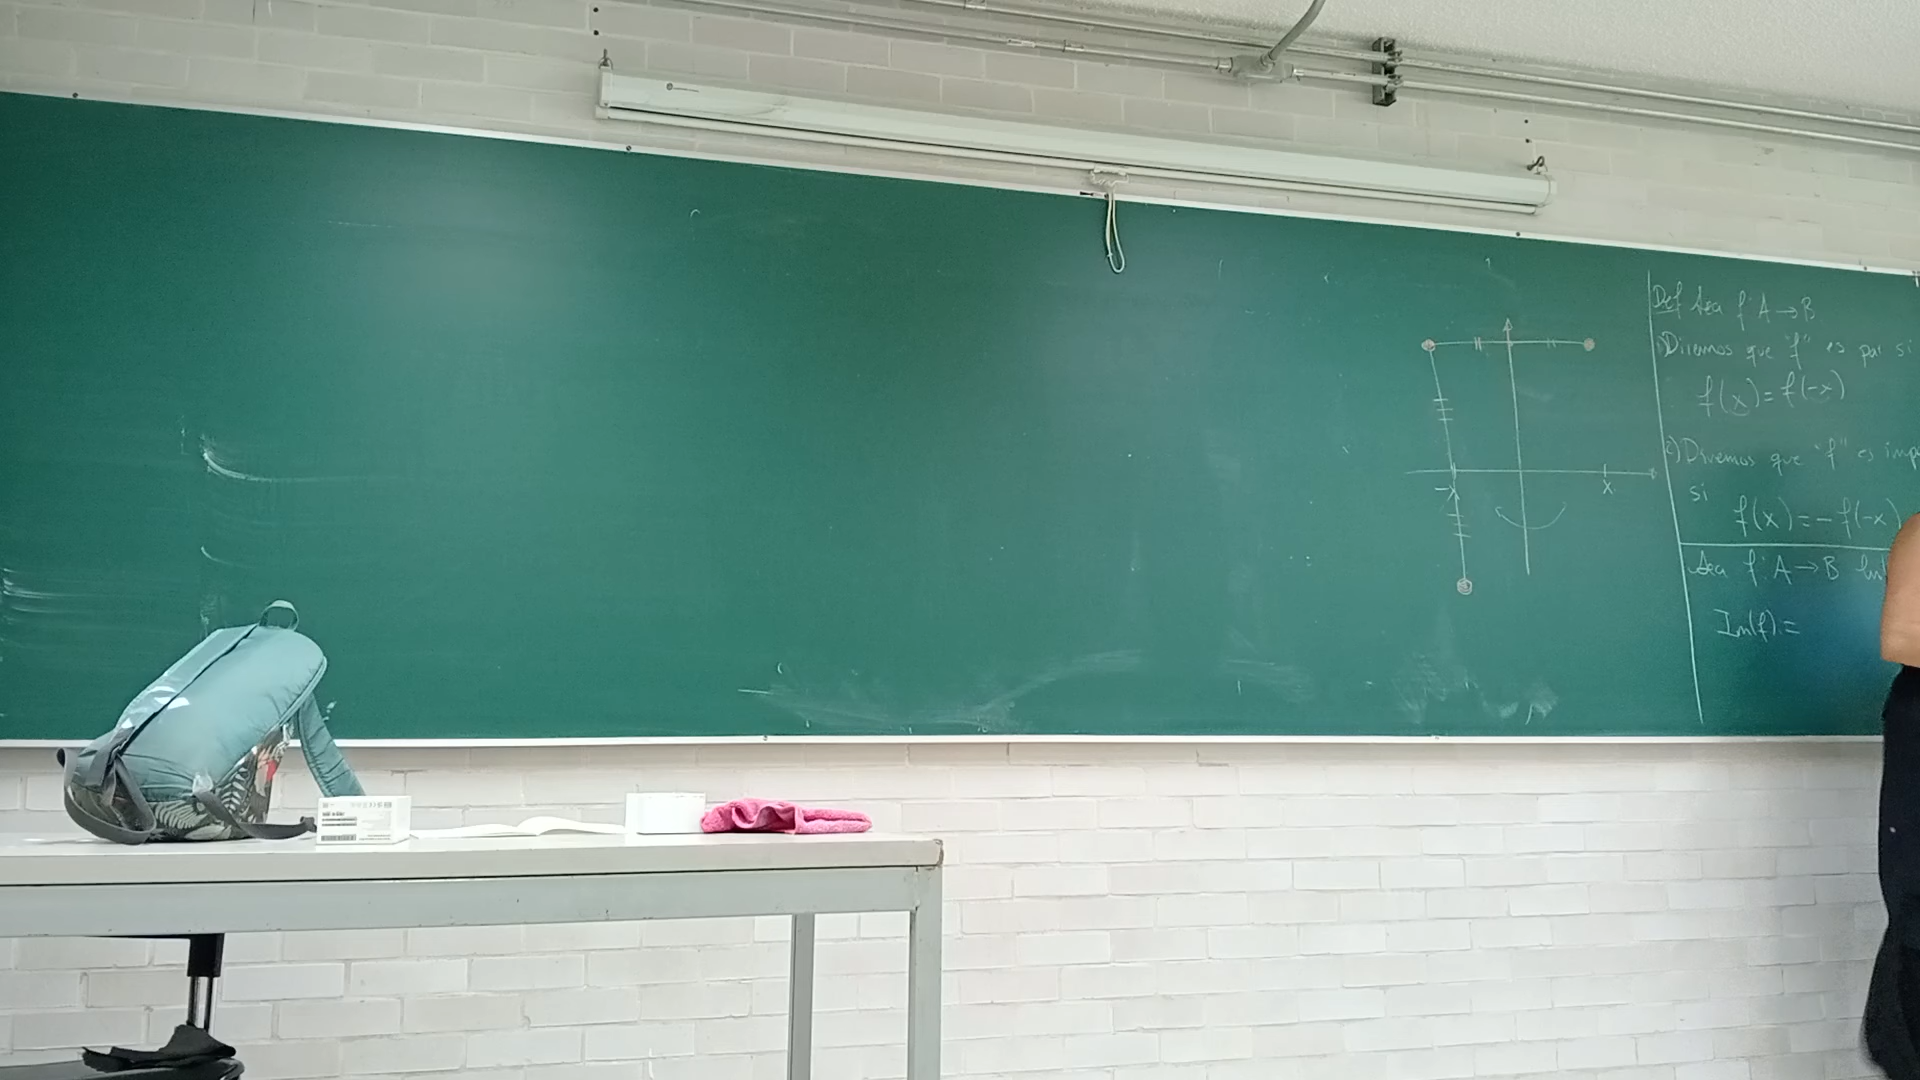 -x
x
Def Sea f: A → B
1) Diremos que "f" es par si
f(x) = f(-x)
2) Diremos que "f" es
si
f(x) = - f(-x)
Sea f: A → B
Im(f) =